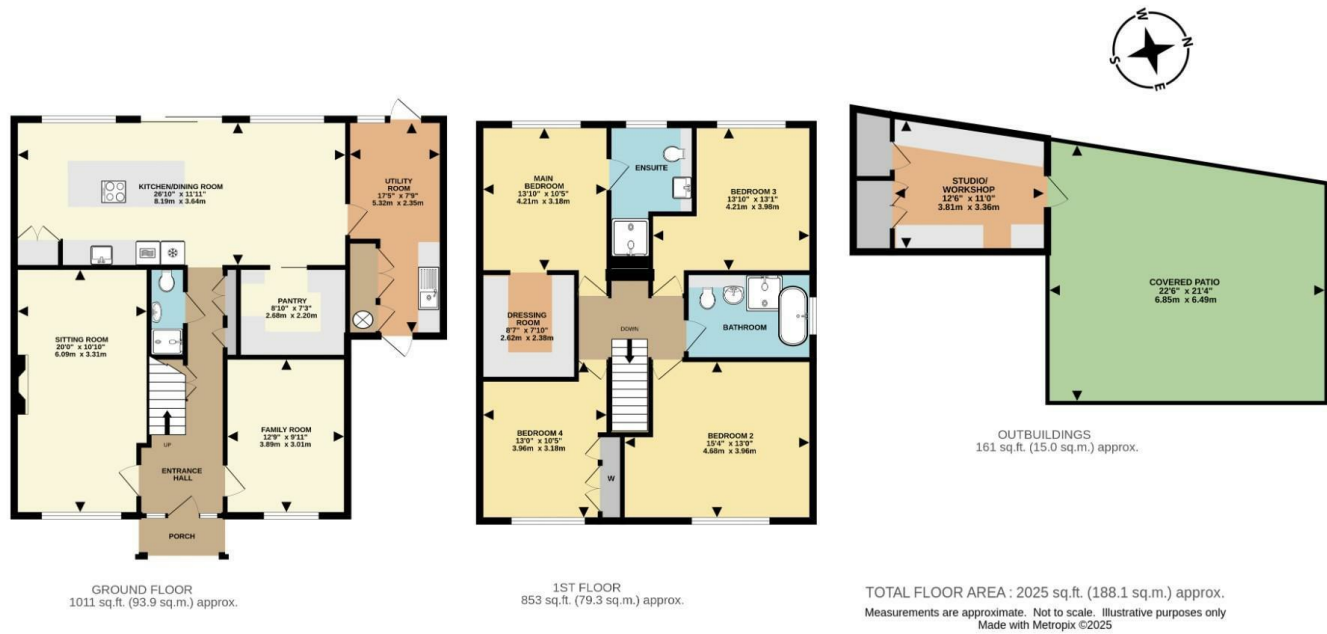 KITCHEN/DINING ROOM
26'10" x 11'11"
8.19m x 3.64m
UTILITY
ROOM
17'5" x 7'9"
5.32m x 2.35m
SITTING ROOM
20'0" x 10'10"
6.09m x 3.31m
PANTRY
8'10" x 7'3"
2.68m x 2.20m
FAMILY ROOM
12'9" x 9'11"
3.89m x 3.01m
UP
ENTRANCE
HALL
PORCH
GROUND FLOOR
1011 sq.ft. (93.9 sq.m.) approx.
MAIN
BEDROOM
13'10" x 10'5"
4.21m x 3.18m
ENSUITE
BEDROOM 3
13'10" x 13'1"
4.21m x 3.98m
DRESSING
ROOM
8'7" x 7'10"
2.62m x 2.38m
DOWN
BATHROOM
BEDROOM 4
13'0" x 10'5"
3.96m x 3.18m
W
BEDROOM 2
15'4" x 13'0"
4.68m x 3.96m
1ST FLOOR
853 sq.ft. (79.3 sq.m.) approx.
W
N
S
E
STUDIO/
WORKSHOP
12'6" x 11'0"
3.81m x 3.36m
COVERED PATIO
22'6" x 21'4"
6.85m x 6.49m
OUTBUILDINGS
161 sq.ft. (15.0 sq.m.) approx.
TOTAL FLOOR AREA : 2025 sq.ft. (188.1 sq.m.) approx.
Measurements are approximate. Not to scale. Illustrative purposes only
Made with Metropix ©2025